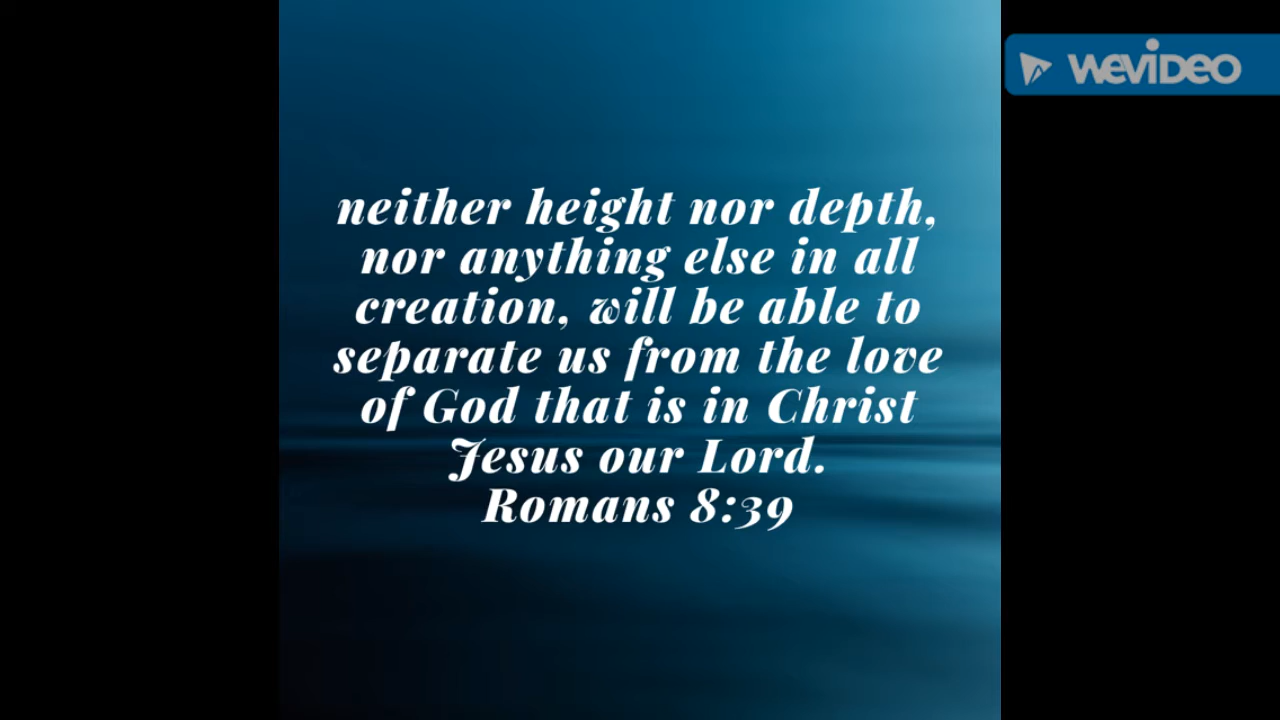 WEVIDEO
neither height nor depth,
nor anything else in all
creation, will be able to
separate us from the love
of God that is in Christ
Jesus our Lord.
Romans 8:39